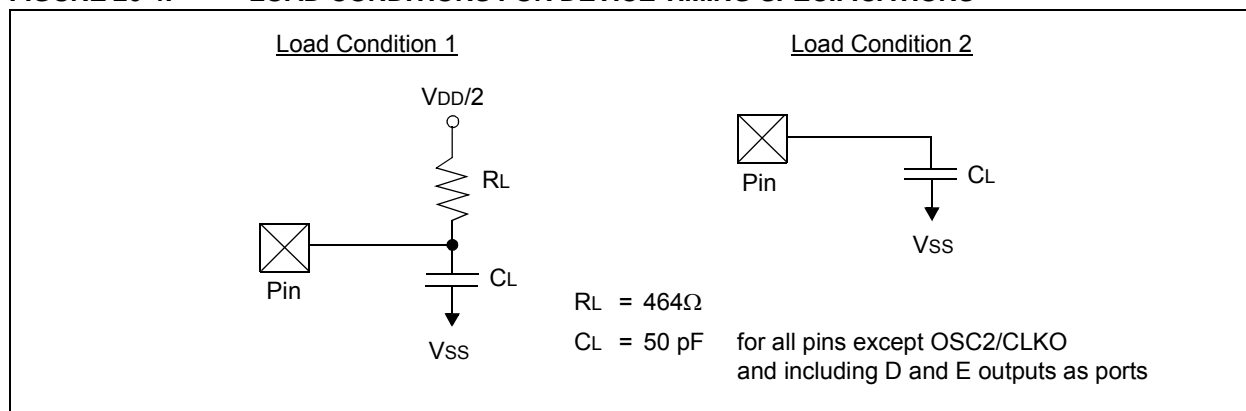 Load Condition 1
Load Condition 2
VDD/2
RL
Pin
CL
VSS
Pin
CL
VSS
RL = 464Ω
CL = 50 pF for all pins except OSC2/CLKO
and including D and E outputs as ports